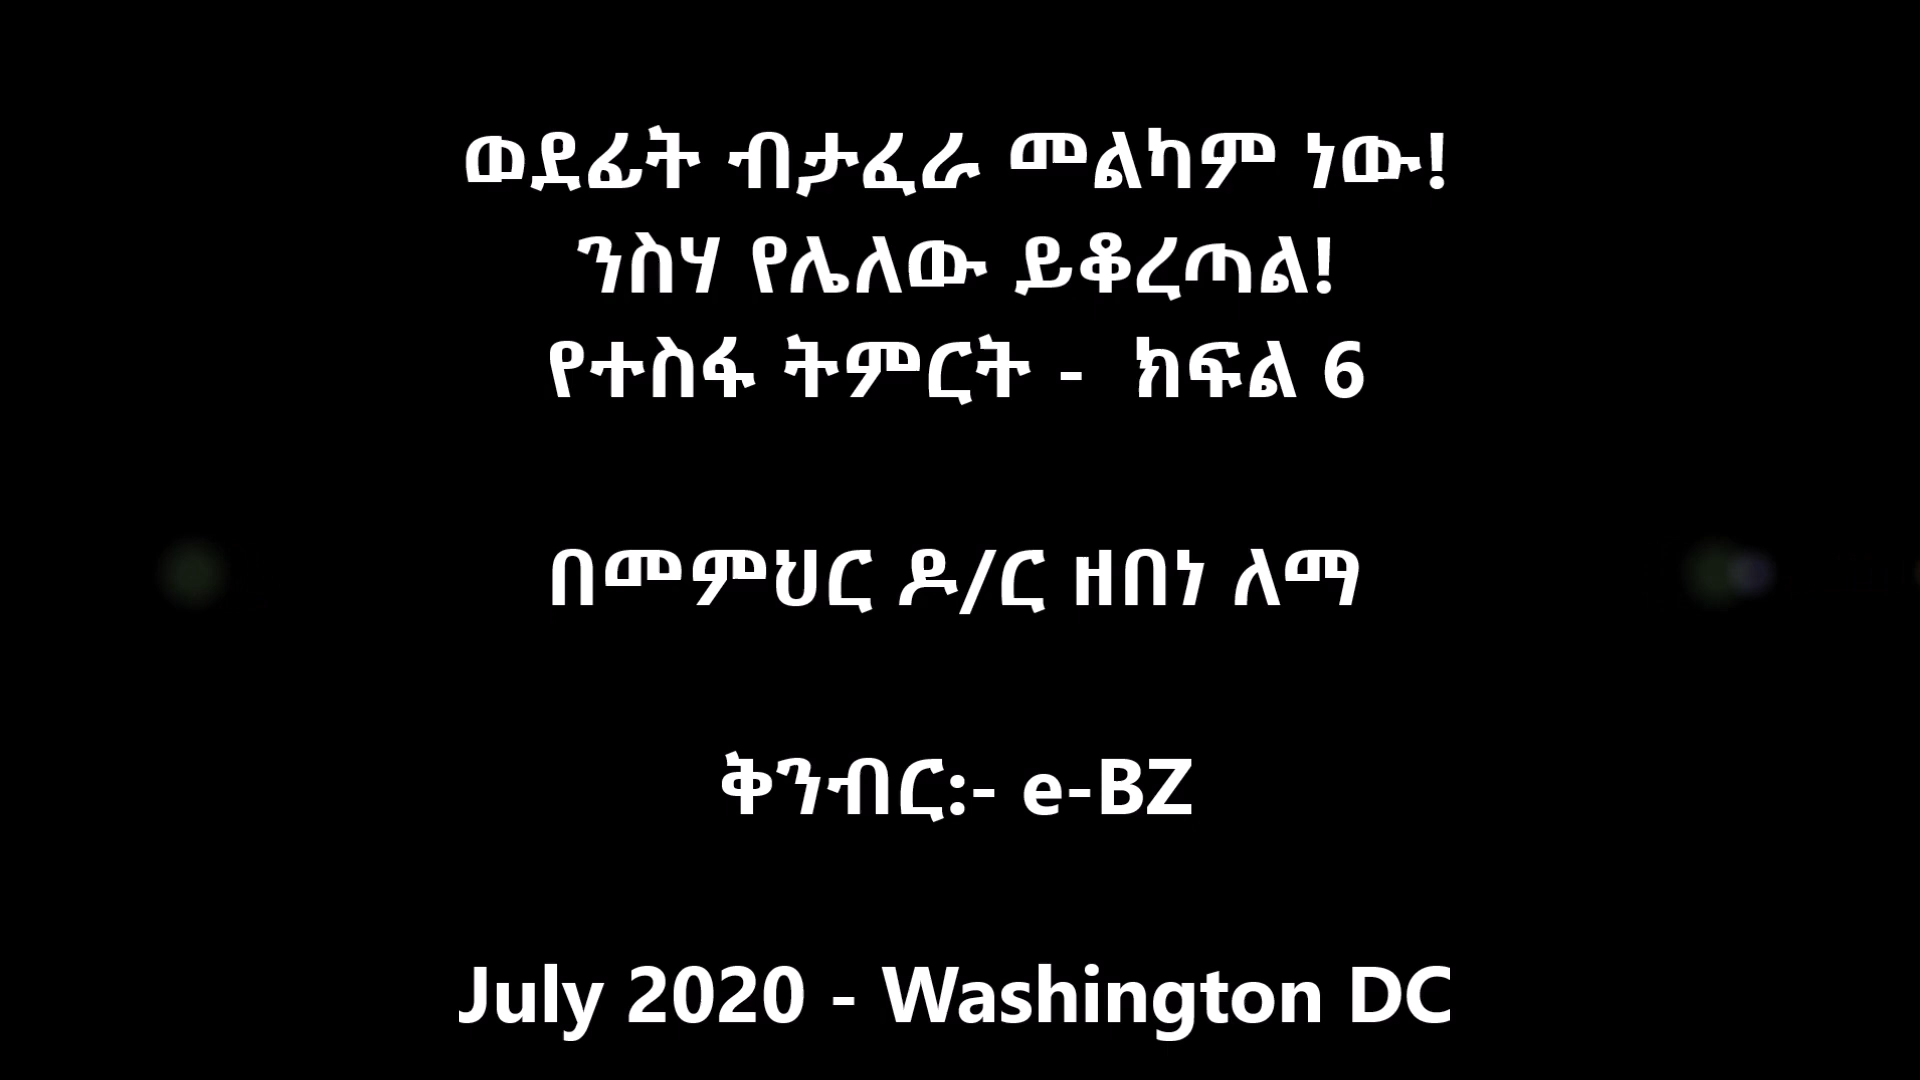 ወደፊት ብታፈራ መልካም ነው!
ንስሃ የሌለው ይቆረጣል!
የተስፋ ትምርት - ክፍል 6
በመምህር ዶ/ር ዘበነ ለማ
ቅንብር፡- e-BZ
July 2020 - Washington DC